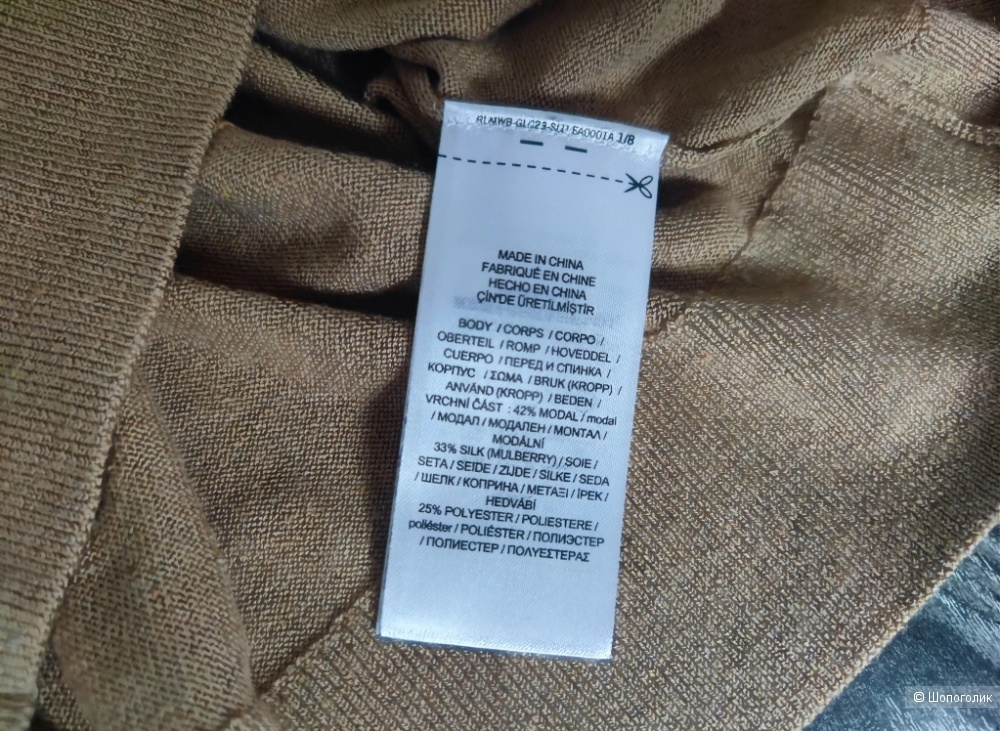 1/8
MADE IN CHINA
FABRIQUÉ EN CHINE
HECHO EN CHINA
ÇİN'DE ÜRETİLMİŞTİR
BODY / CORPS / CORPO /
OBERTEIL / ROMP / HOVEDDEL /
CUERPO / ПЕРЕД И СПИНКА /
КОРПУС / ΣΩΜΑ / BRUK (KROPP) /
ANVÄND (KROPP) / BEDEN /
VRCHNÍ ČÁST : 42% MODAL / modal
/ МОДАЛ / МОДАЛЕН / ΜΟΝΤΑΛ /
MODÁLNÍ
33% SILK (MULBERRY) / SOIE /
SETA / SEIDE / ZIJDE / SILKE / SEDA
/ ШЕЛК / КОПРИНА / ΜΕΤΑΞΙ / İPEK /
HEDVÁBÍ
25% POLYESTER / POLIESTERE /
poliéster / POLIÉSTER / ПОЛИЭСТЕР
/ ПОЛИЕСТЕР / ΠΟΛΥΕΣΤΕΡΑΣ
© Шопоголик